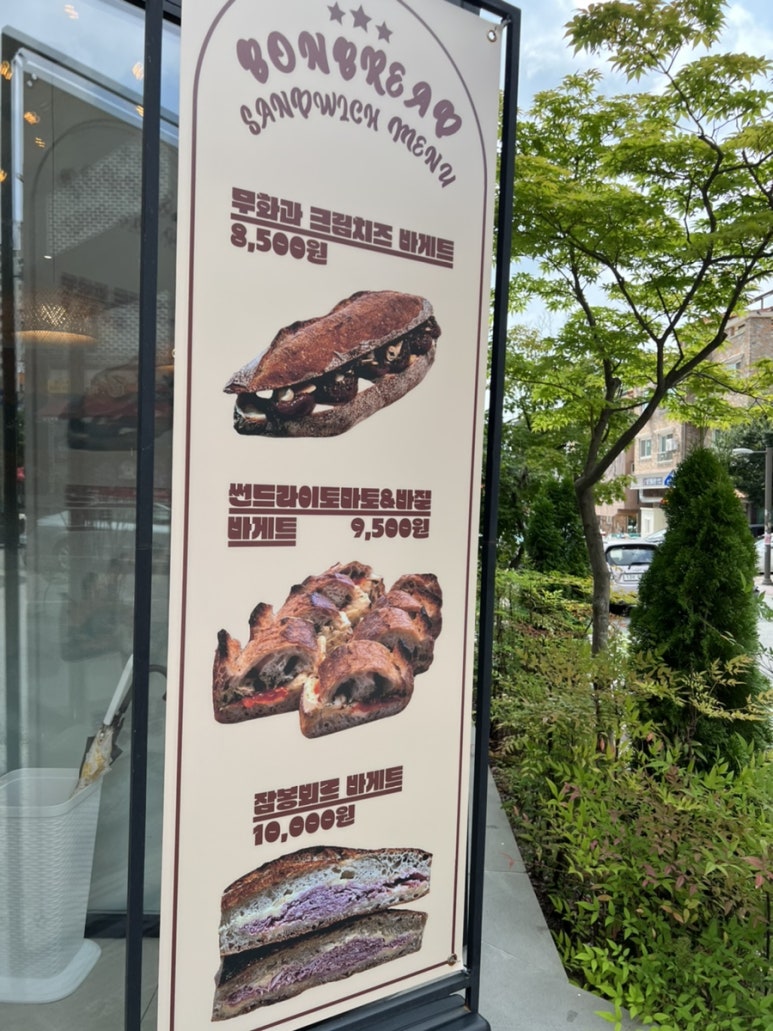 BONBREAD
SANDWICH MENU
무화과 크림치즈 바게트
8,500원
썬드라이토마토&바질
바게트 9,500원
잠봉뵈르 바게트
10,000원